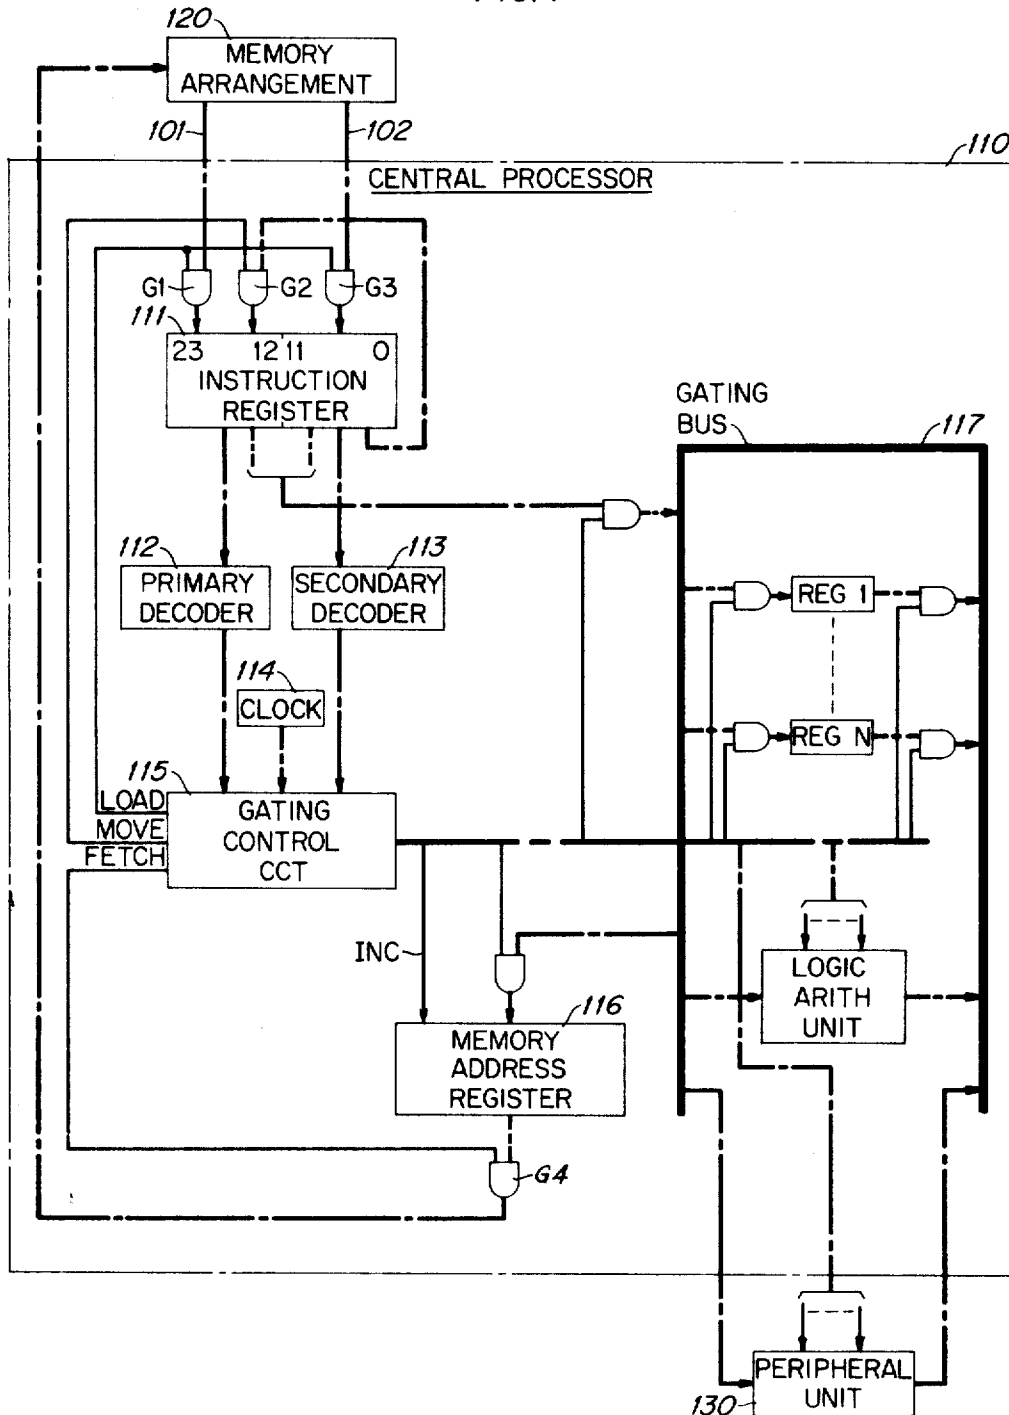 120
MEMORY
ARRANGEMENT
101
102
110
CENTRAL PROCESSOR
G1
G2
G3
111
23
12
11
0
INSTRUCTION
REGISTER
GATING
BUS
117
112
PRIMARY
DECODER
113
SECONDARY
DECODER
REG 1
114
CLOCK
REG N
115
LOAD
MOVE
FETCH
GATING
CONTROL
CCT
INC
LOGIC
ARITH
UNIT
116
MEMORY
ADDRESS
REGISTER
G4
PERIPHERAL
UNIT
130